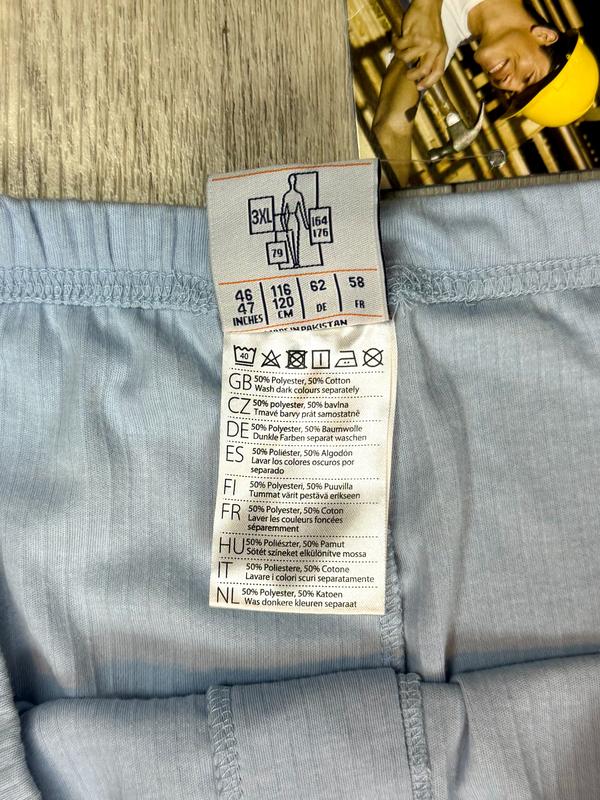 3XL
164
176
79
46
47
INCHES
116
120
CM
62
DE
58
FR
MADE IN PAKISTAN
40
GB 50% Polyester, 50% Cotton
Wash dark colours separately
CZ 50% polyester, 50% bavlna
Tmavé barvy prát samostatně
DE 50% Polyester, 50% Baumwolle
Dunkle Farben separat waschen
ES 50% Poliéster, 50% Algodón
Lavar los colores oscuros por
separado
FI 50% Polyesteri, 50% Puuvilla
Tummat värit pestävä erikseen
FR 50% Polyester, 50% Coton
Laver les couleurs foncées
séparemment
HU 50% Poliészter, 50% Pamut
Sötét színeket elkülönítve mossa
IT 50% Poliestere, 50% Cotone
Lavare i colori scuri separatamente
NL 50% Polyester, 50% Katoen
Was donkere kleuren separaat